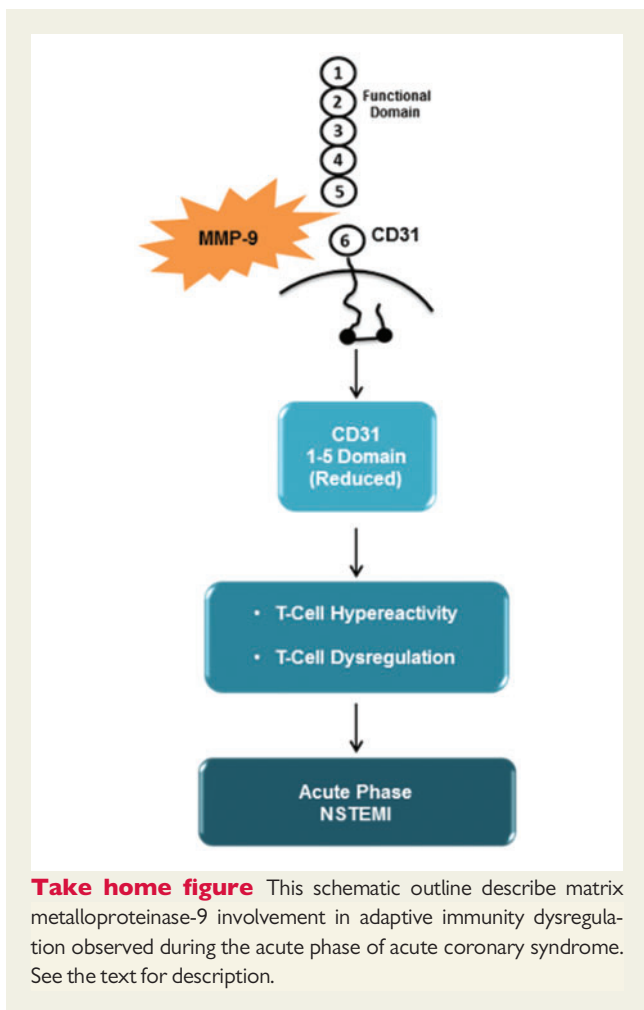 1
2
Functional
Domain
3
4
5
MMP-9
6
CD31
CD31
1-5 Domain
(Reduced)
• T-Cell Hypereactivity
• T-Cell Dysregulation
Acute Phase
NSTEMI
Take home figure This schematic outline describe matrix
metalloproteinase-9 involvement in adaptive immunity dysregula-
tion observed during the acute phase of acute coronary syndrome.
See the text for description.